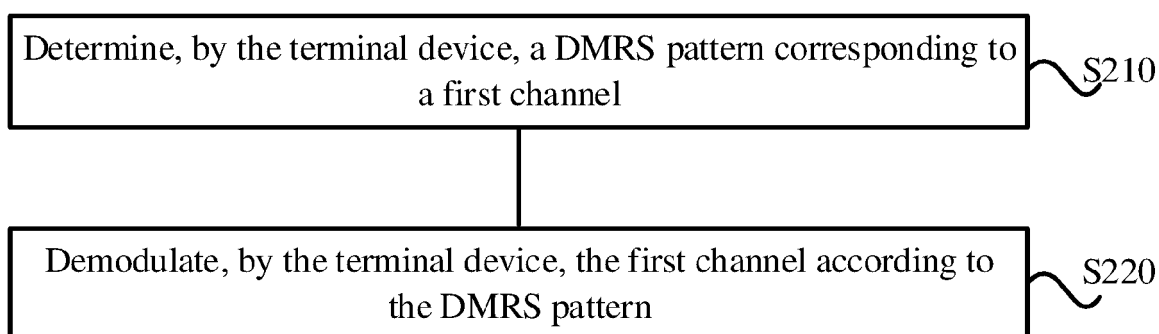 Determine, by the terminal device, a DMRS pattern corresponding to
a first channel
S210
Demodulate, by the terminal device, the first channel according to
the DMRS pattern
S220